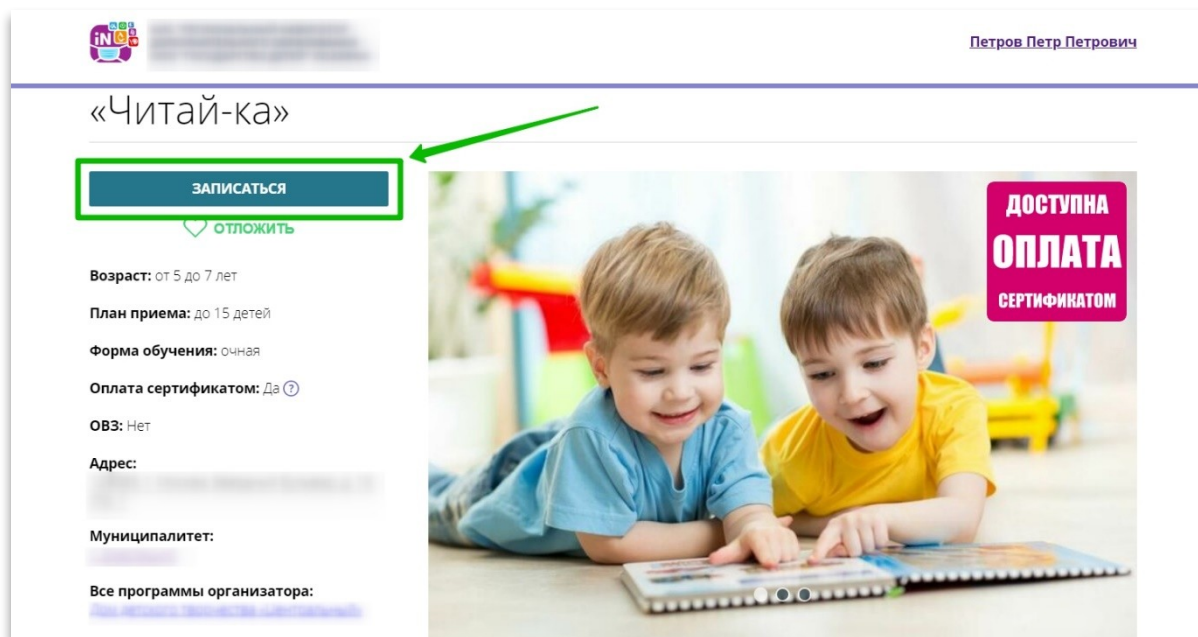 iN
Петров Петр Петрович
«Читай-ка»
ЗАПИСАТЬСЯ
ОТЛОЖИТЬ
Возраст: от 5 до 7 лет
План приема: до 15 детей
Форма обучения: очная
Оплата сертификатом: Да ?
ОВЗ: Нет
Адрес:
Муниципалитет:
Все программы организатора:
ДОСТУПНА
ОПЛАТА
СЕРТИФИКАТОМ